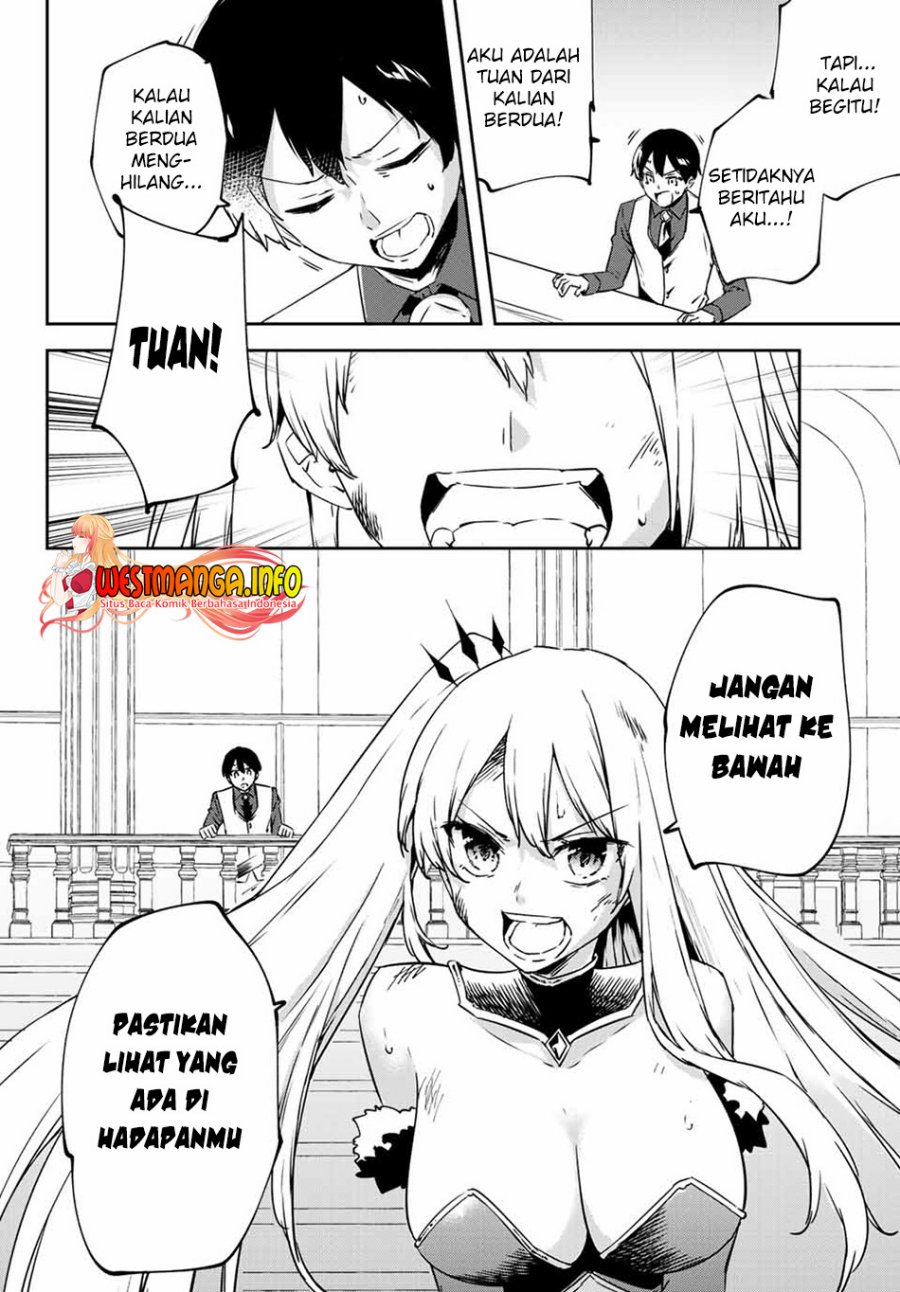 TAPI...
KALAU
BEGITU!
SETIDAKNYA
BERITAHU
AKU...!
AKU ADALAH
TUAN DARI
KALIAN
BERDUA!
KALAU
KALIAN
BERDUA
MENG-
HILANG...
TUAN!
WESTMANGA.INFO
Situs Baca Komik Berbahasa Indonesia
JANGAN
MELIHAT KE
BAWAH
PASTIKAN
LIHAT YANG
ADA DI
HADAPANMU